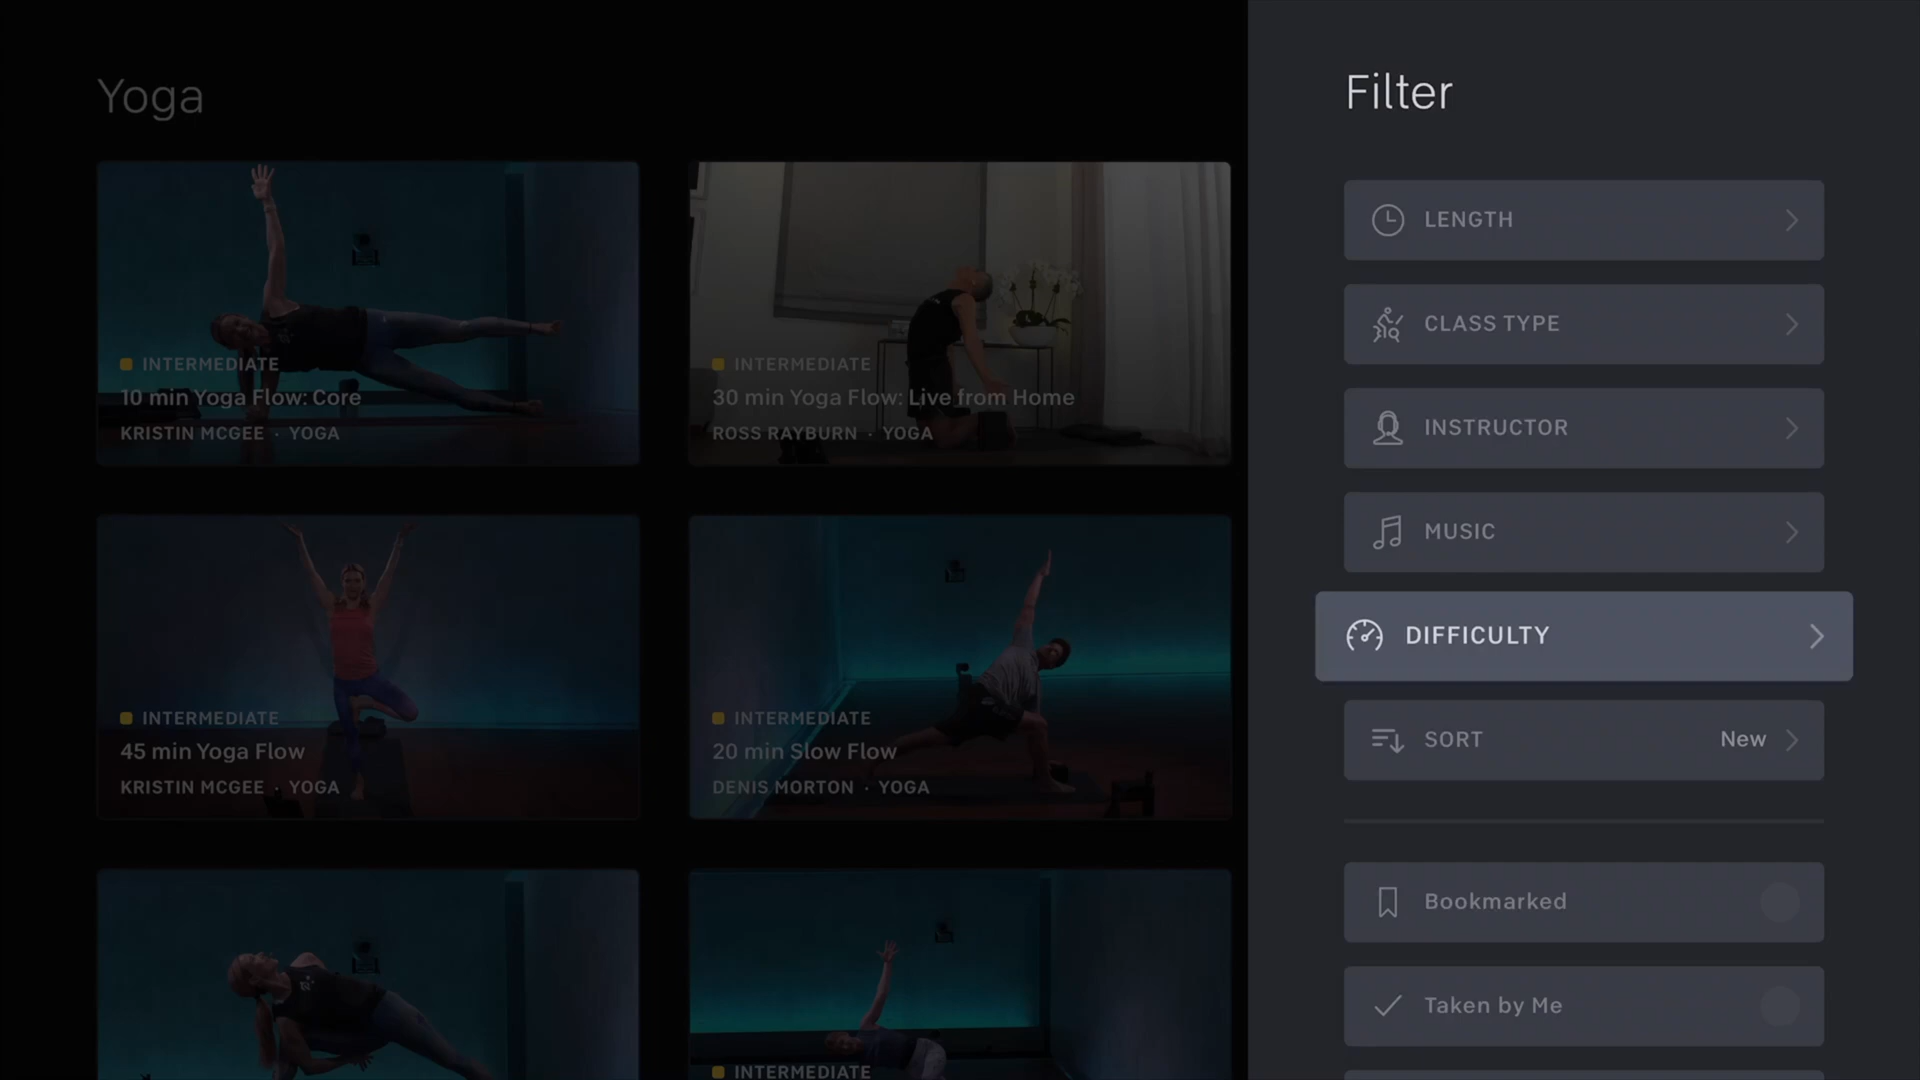 Yoga
INTERMEDIATE
10 min Yoga Flow: Core
KRISTIN MCGEE · YOGA
INTERMEDIATE
30 min Yoga Flow: Live from Home
ROSS RAYBURN · YOGA
INTERMEDIATE
45 min Yoga Flow
KRISTIN MCGEE · YOGA
INTERMEDIATE
20 min Slow Flow
DENIS MORTON · YOGA
INTERMEDIATE
Filter
LENGTH
CLASS TYPE
INSTRUCTOR
MUSIC
DIFFICULTY
SORT New
Bookmarked
Taken by Me